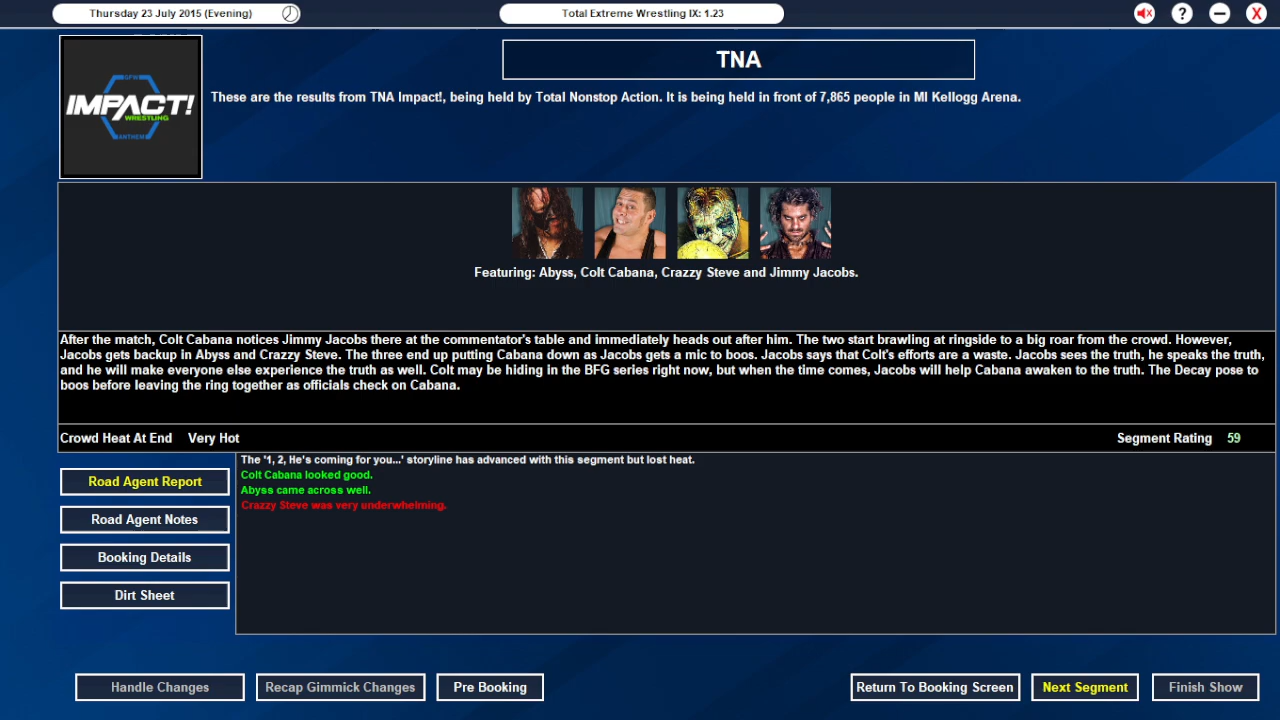 Thursday 23 July 2015 (Evening)
Total Extreme Wrestling IX: 1.23
?
X
TNA
GFW
IMPACT!
WRESTLING
ANTHEM
These are the results from TNA Impact!, being held by Total Nonstop Action. It is being held in front of 7,865 people in MI Kellogg Arena.
Featuring: Abyss, Colt Cabana, Crazzy Steve and Jimmy Jacobs.
After the match, Colt Cabana notices Jimmy Jacobs there at the commentator's table and immediately heads out after him. The two start brawling at ringside to a big roar from the crowd. However,
Jacobs gets backup in Abyss and Crazzy Steve. The three end up putting Cabana down as Jacobs gets a mic to boos. Jacobs says that Colt's efforts are a waste. Jacobs sees the truth, he speaks the truth,
and he will make everyone else experience the truth as well. Colt may be hiding in the BFG series right now, but when the time comes, Jacobs will help Cabana awaken to the truth. The Decay pose to
boos before leaving the ring together as officials check on Cabana.
Crowd Heat At End Very Hot Segment Rating 59
The '1, 2, He's coming for you...' storyline has advanced with this segment but lost heat.
Colt Cabana looked good.
Abyss came across well.
Crazzy Steve was very underwhelming.
Road Agent Report
Road Agent Notes
Booking Details
Dirt Sheet
Handle Changes Recap Gimmick Changes Pre Booking Return To Booking Screen Next Segment Finish Show